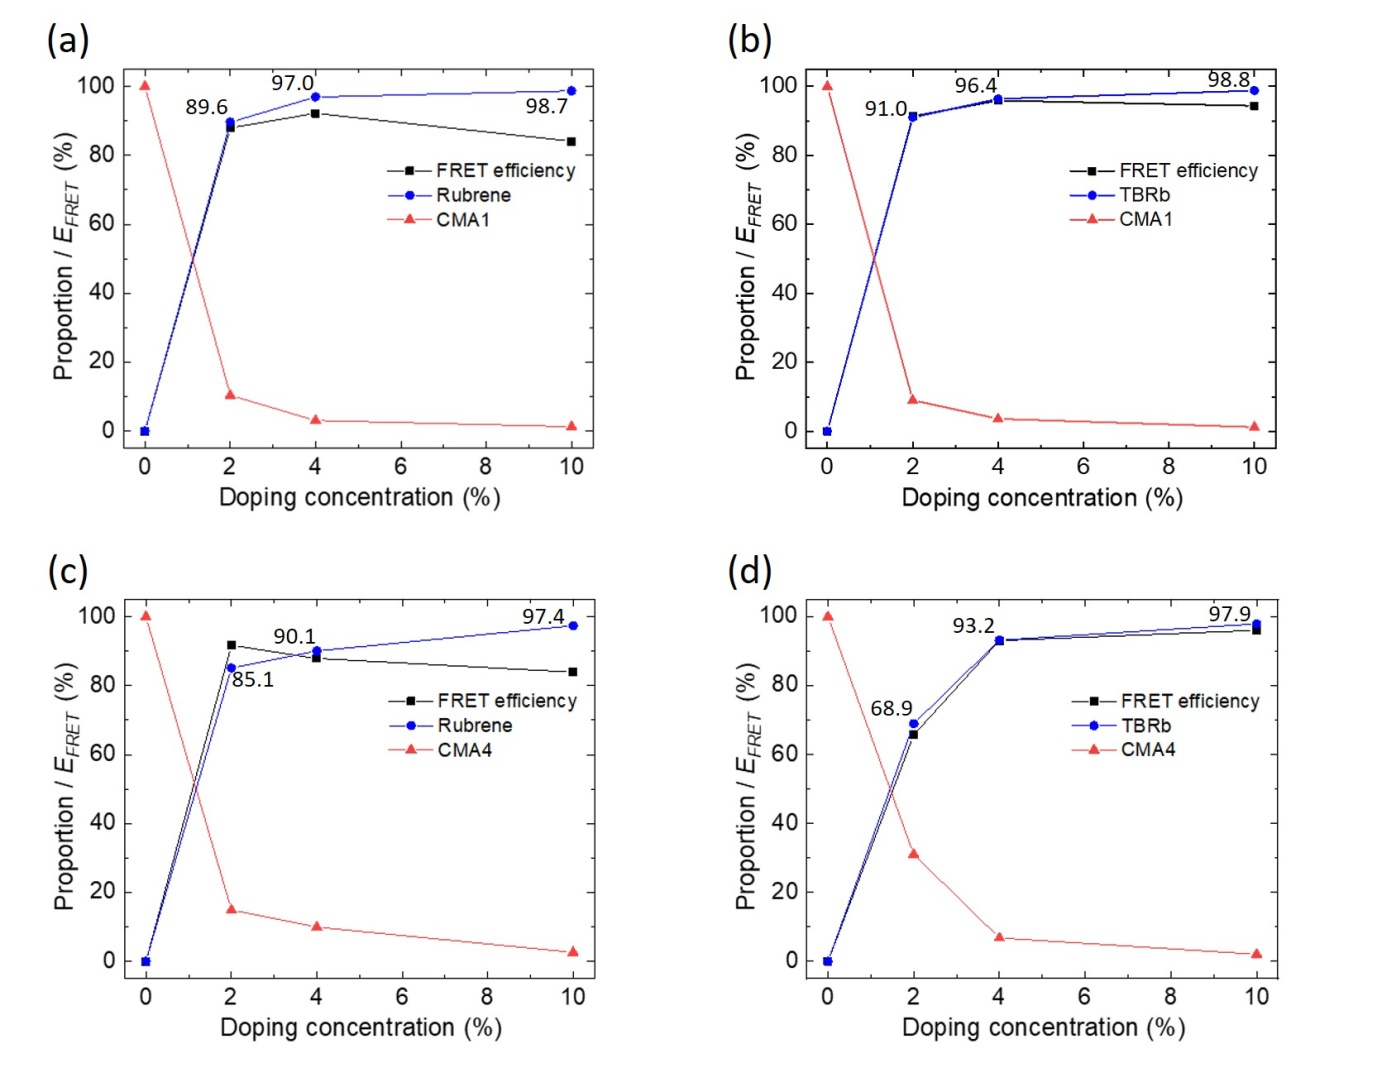 (a)
Proportion / E_FRET (%)
100
80
60
40
20
0
89.6
97.0
98.7
FRET efficiency
Rubrene
CMA1
0 2 4 6 8 10
Doping concentration (%)
(b)
Proportion / E_FRET (%)
100
80
60
40
20
0
91.0
96.4
98.8
FRET efficiency
TBRb
CMA1
0 2 4 6 8 10
Doping concentration (%)
(c)
Proportion / E_FRET (%)
100
80
60
40
20
0
85.1
90.1
97.4
FRET efficiency
Rubrene
CMA4
0 2 4 6 8 10
Doping concentration (%)
(d)
Proportion / E_FRET (%)
100
80
60
40
20
0
68.9
93.2
97.9
FRET efficiency
TBRb
CMA4
0 2 4 6 8 10
Doping concentration (%)